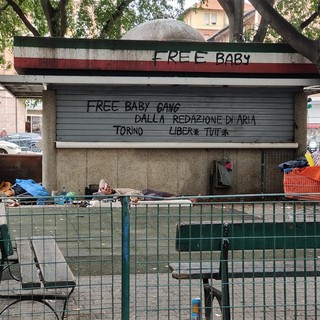 FREE BABY
FREE BABY GANG
DALLA REDAZIONE DI ARIA
TORINO LIBER* TUTT*